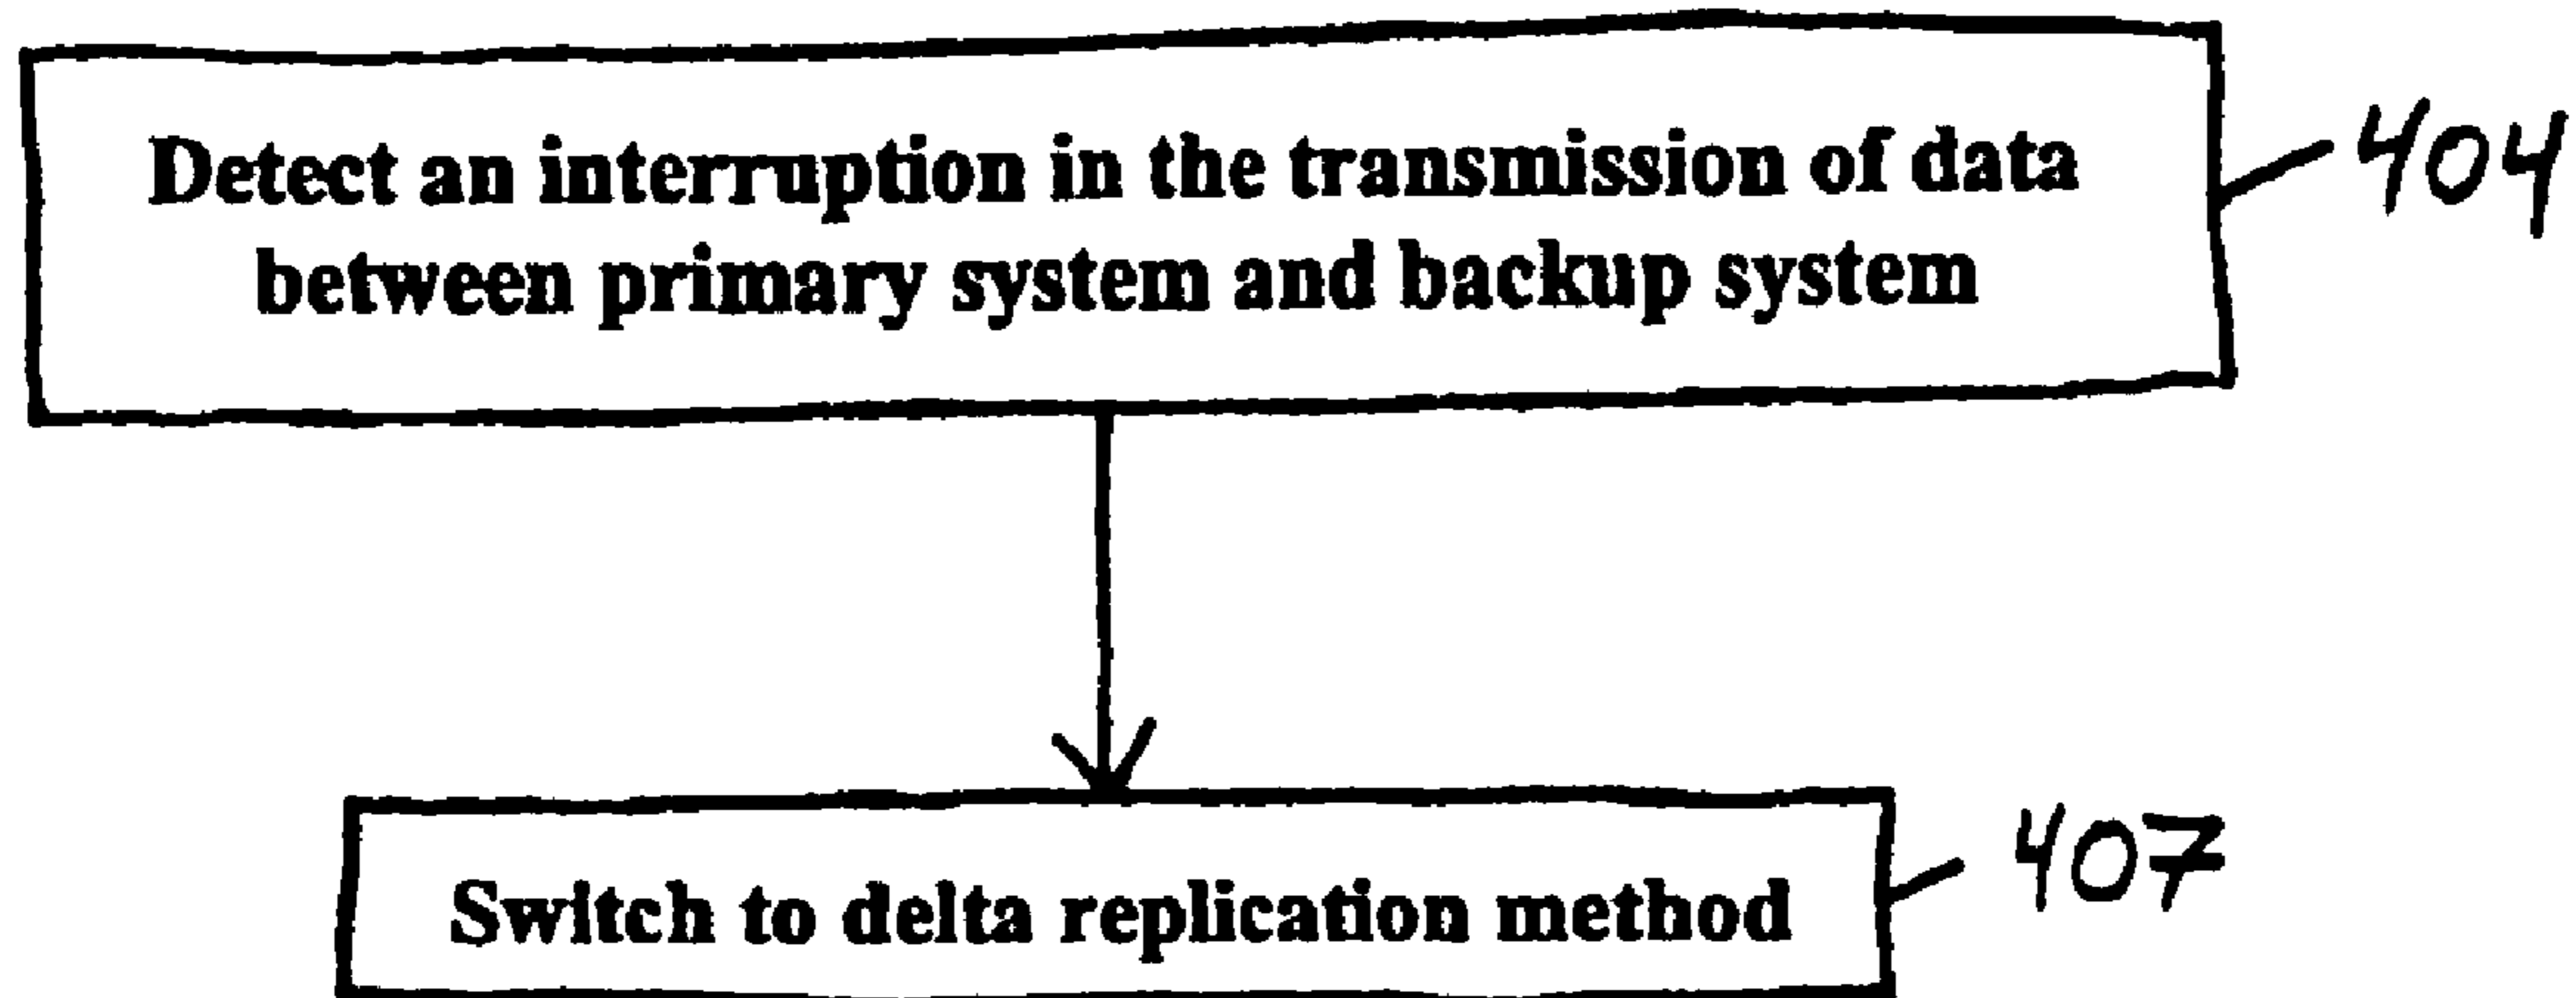 Detect an interruption in the transmission of data
between primary system and backup system
404
Switch to delta replication method
407